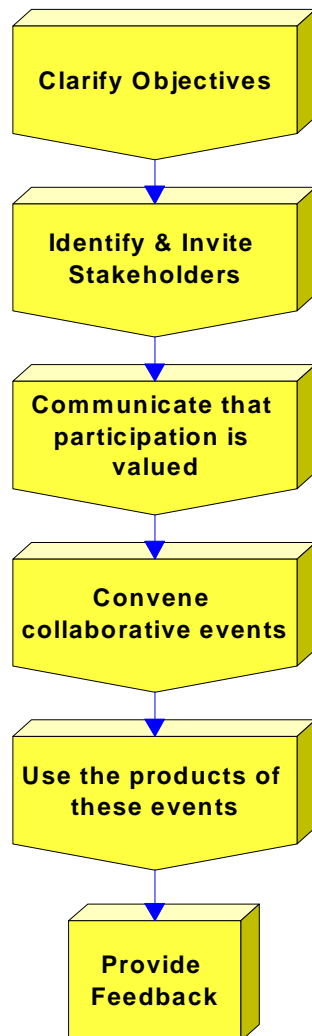 Clarify Objectives
Identify & Invite
Stakeholders
Communicate that
participation is
valued
Convene
collaborative events
Use the products of
these events
Provide
Feedback